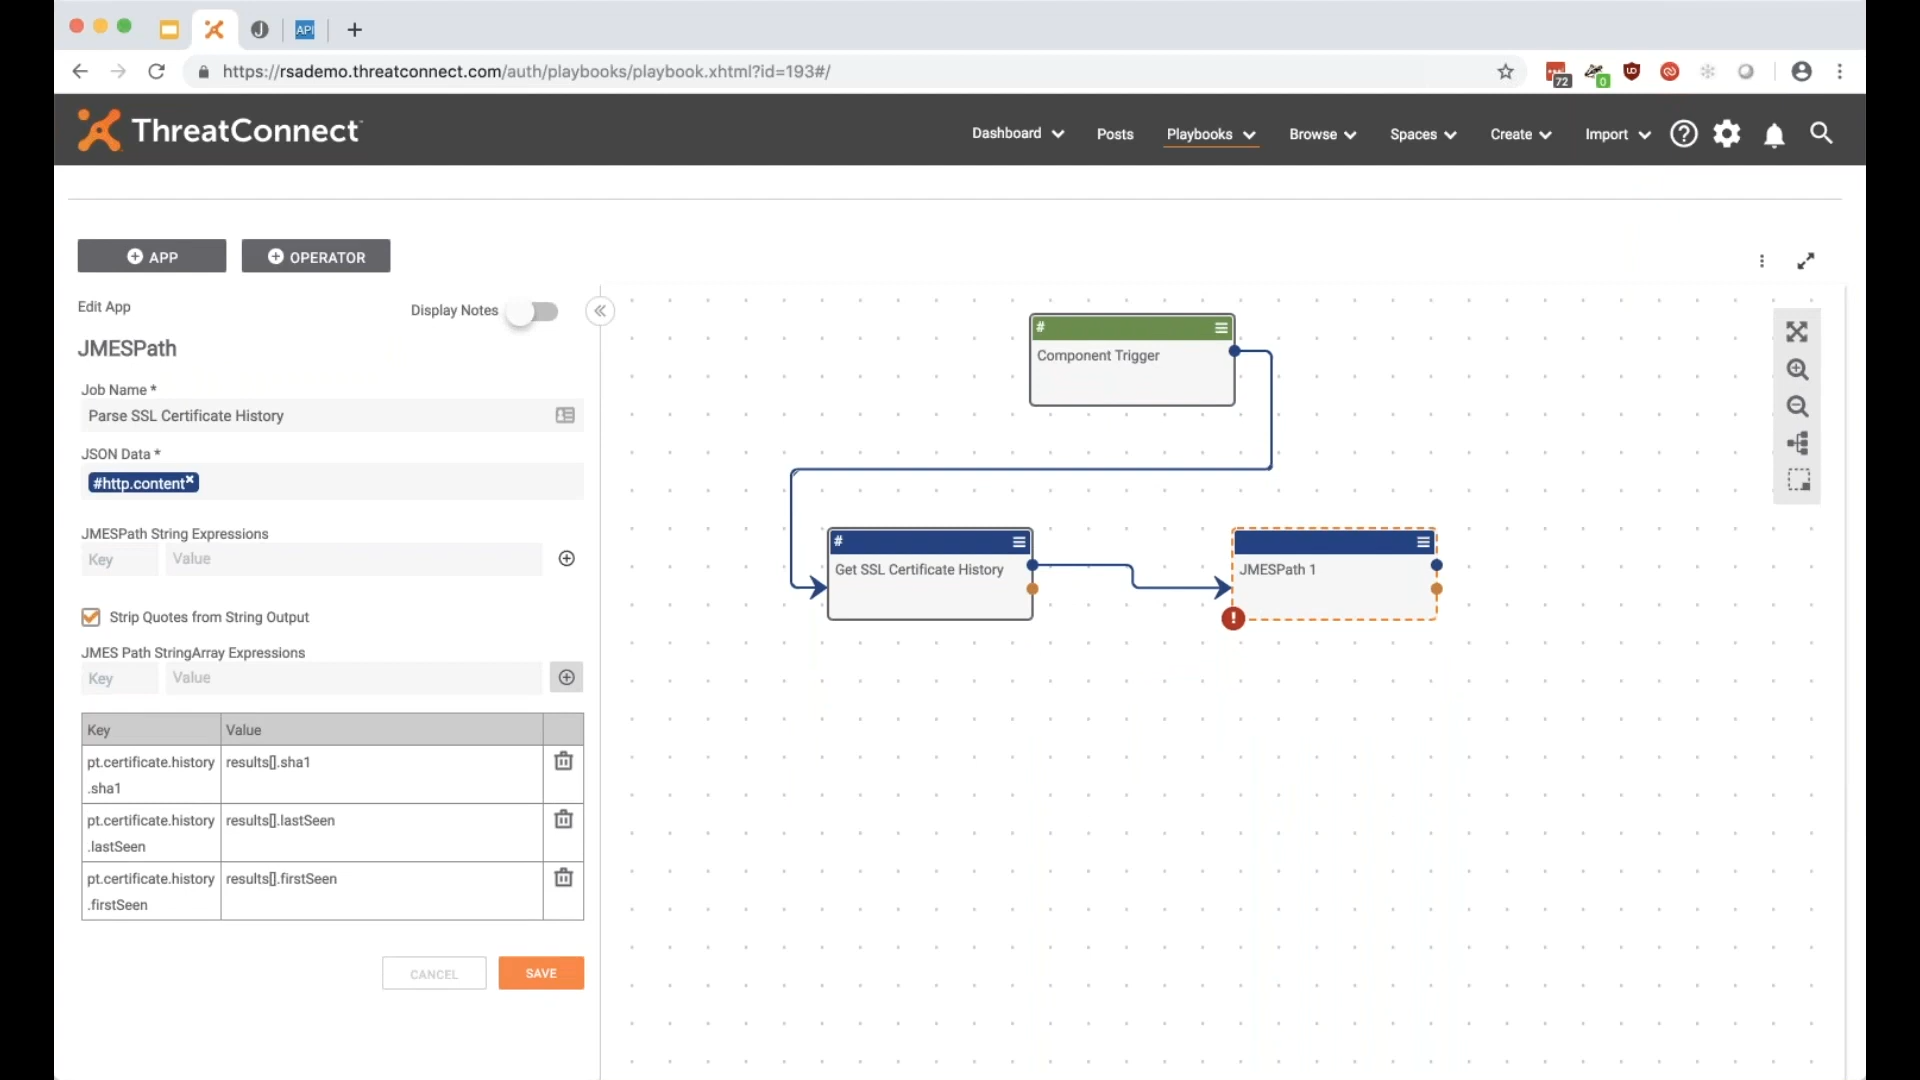 API
https://rsademo.threatconnect.com/auth/playbooks/playbook.xhtml?id=193#/
72
0
ThreatConnect
Dashboard
Posts
Playbooks
Browse
Spaces
Create
Import
APP
OPERATOR
Edit App
Display Notes
JMESPath
Job Name *
Parse SSL Certificate History
JSON Data *
#http.content
JMESPath String Expressions
Key
Value
Strip Quotes from String Output
JMES Path StringArray Expressions
Key
Value
Key
Value
pt.certificate.history
.sha1
results[].sha1
pt.certificate.history
.lastSeen
results[].lastSeen
pt.certificate.history
.firstSeen
results[].firstSeen
CANCEL
SAVE
#
Component Trigger
#
Get SSL Certificate History
JMESPath 1
!